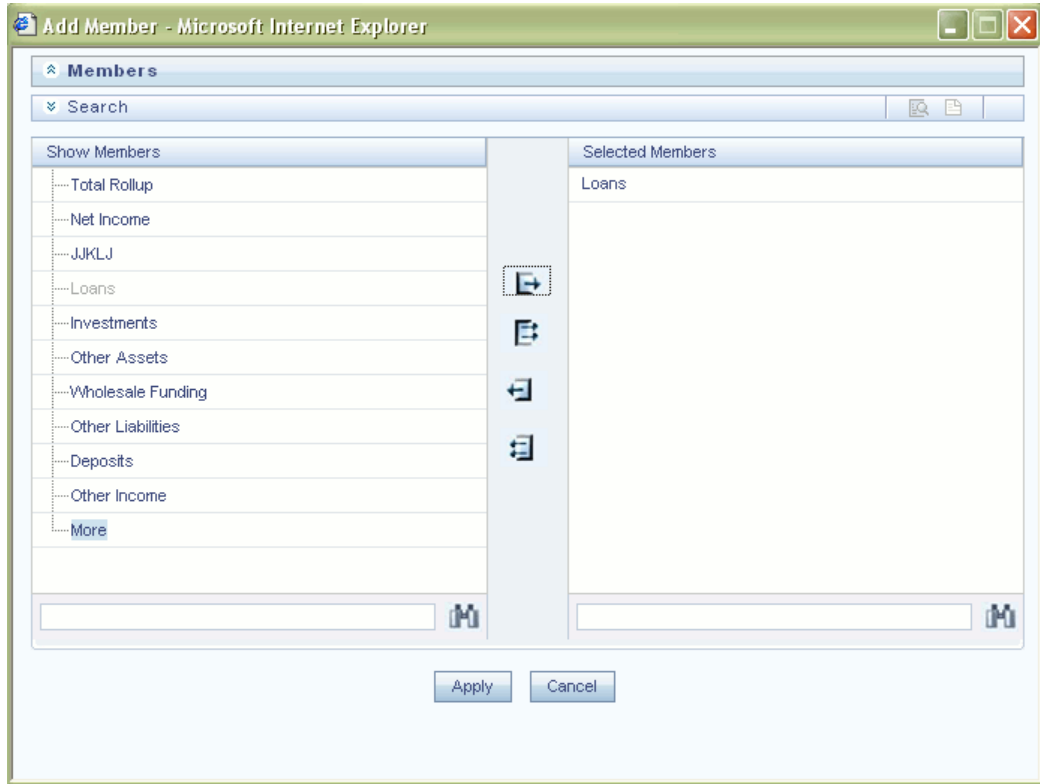 Add Member - Microsoft Internet Explorer
Members
Search
Show Members
Total Rollup
Net Income
JJKLJ
Loans
Investments
Other Assets
Wholesale Funding
Other Liabilities
Deposits
Other Income
More
Selected Members
Loans
Apply Cancel